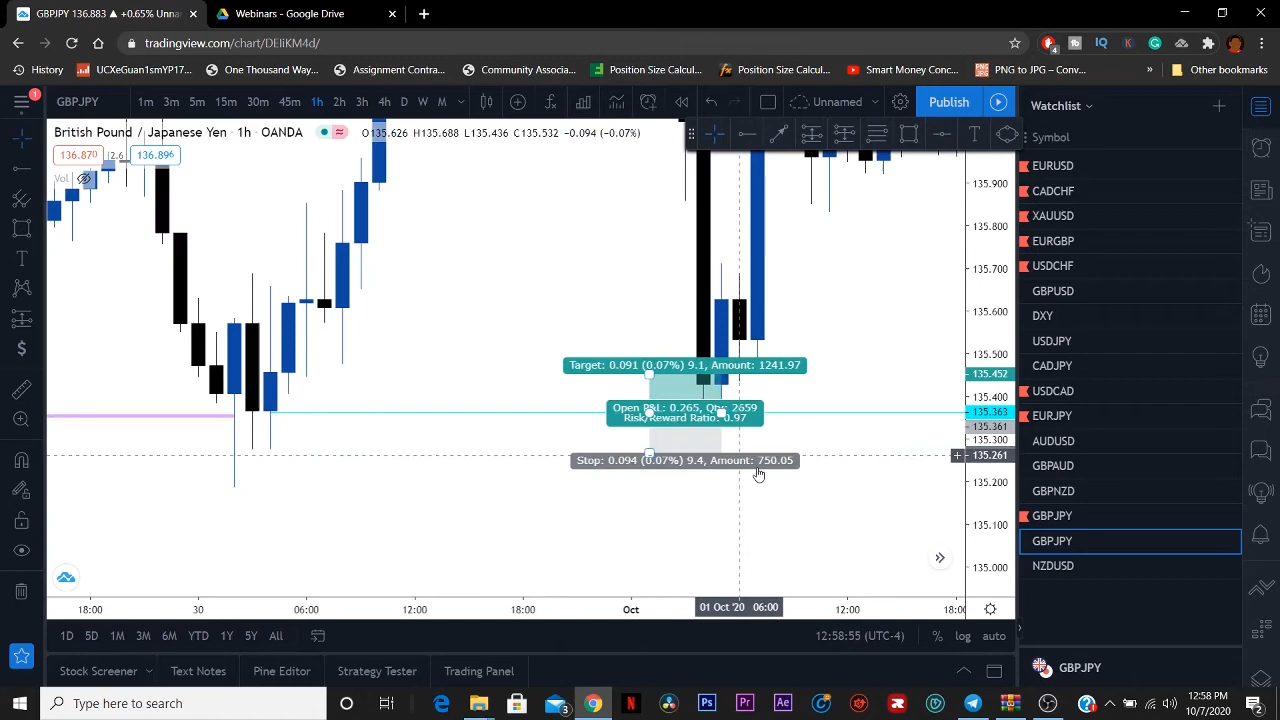 GBPJPY 136.883 ▲ +0.65% Unna
Webinars - Google Drive
tradingview.com/chart/DEliKM4d/
4
History
UCXeGuan1smYP17...
One Thousand Way...
Assignment Contra...
Community Associa...
Position Size Calcul...
Position Size Calcul...
Smart Money Conc...
PNG to JPG – Conv...
Other bookmarks
1
GBPJPY
1m 3m 5m 15m 30m 45m 1h 2h 3h 4h D W M
Unnamed
Publish
Watchlist
British Pound / Japanese Yen · 1h · OANDA
O135.626 H135.688 L135.436 C135.532 −0.094 (−0.07%)
136.870 2.6 136.896
Vol
Symbol
EURUSD
CADCHF
XAUUSD
EURGBP
USDCHF
GBPUSD
DXY
USDJPY
CADJPY
USDCAD
EURJPY
AUDUSD
GBPAUD
GBPNZD
GBPJPY
GBPJPY
NZDUSD
135.900
135.800
135.700
135.600
135.500
135.452
135.400
135.363
135.361
135.300
135.261
135.200
135.100
135.000
Target: 0.091 (0.07%) 9.1, Amount: 1241.97
Open P&L: 0.265, Qty: 2659
Risk/Reward Ratio: 0.97
Stop: 0.094 (0.07%) 9.4, Amount: 750.05
18:00 30 06:00 12:00 18:00 Oct 01 Oct '20 06:00 12:00 18:00
1D 5D 1M 3M 6M YTD 1Y 5Y All
12:58:55 (UTC-4) % log auto
Stock Screener Text Notes Pine Editor Strategy Tester Trading Panel
GBPJPY
Type here to search
3
12:58 PM
10/7/2020
2